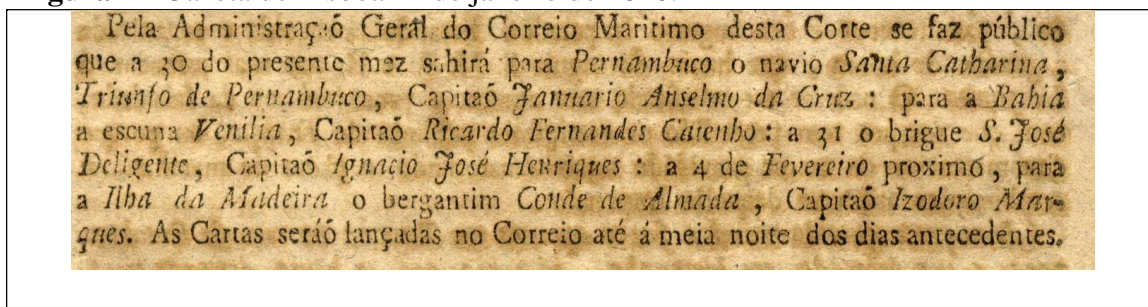 Pela Administraçaõ Geral do Correio Maritimo desta Corte se faz público
que a 30 do presente mez sahirá para Pernambuco o navio Santa Catharina,
Triunfo de Pernambuco, Capitaõ Januario Anselmo da Cruz: para a Bahia
a escuna Venilia, Capitaõ Ricardo Fernandes Catenho: a 31 o brigue S. José
Deligente, Capitaõ Ignacio José Henriques: a 4 de Fevereiro proximo, para
a Ilha da Madeira o bergantim Conde de Almada, Capitaõ Izodoro Mar-
ques. As Cartas seráõ lançadas no Correio até á meia noite dos dias antecedentes.